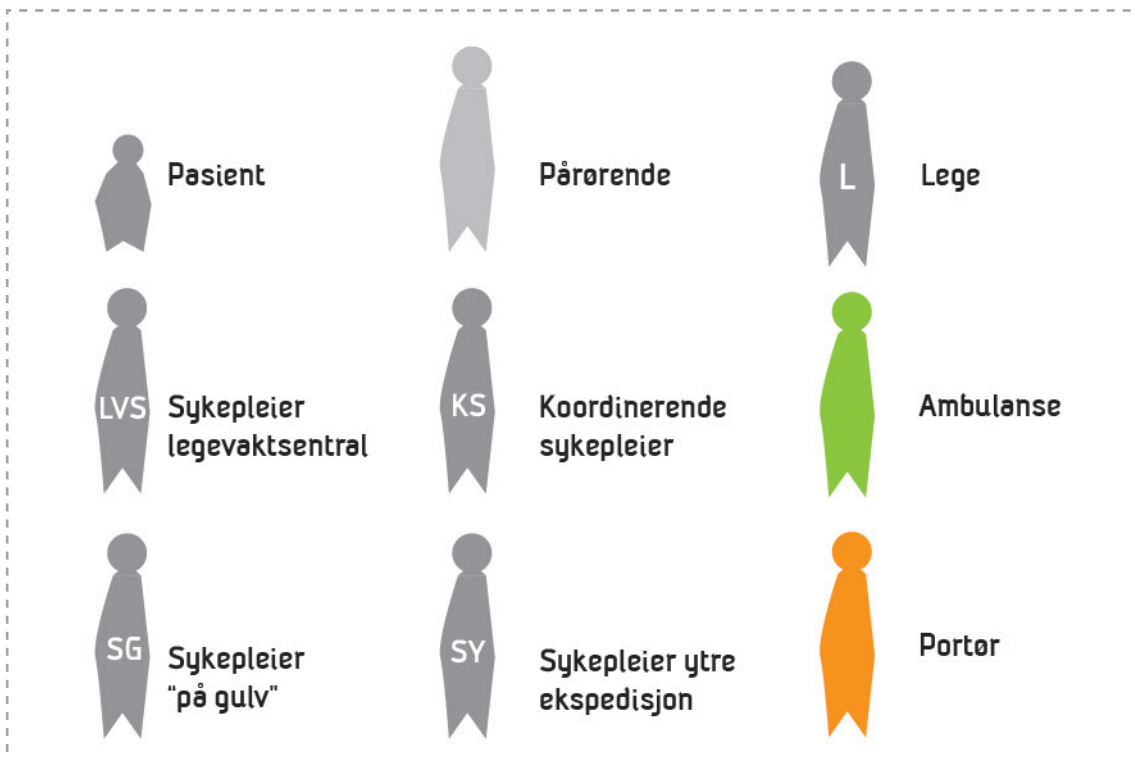 Pasient
Pårørende
L
Lege
LVS
Sykepleier
legevaktsentral
KS
Koordinerende
sykepleier
Ambulanse
SG
Sykepleier
“på gulv”
SY
Sykepleier ytre
ekspedisjon
Portør